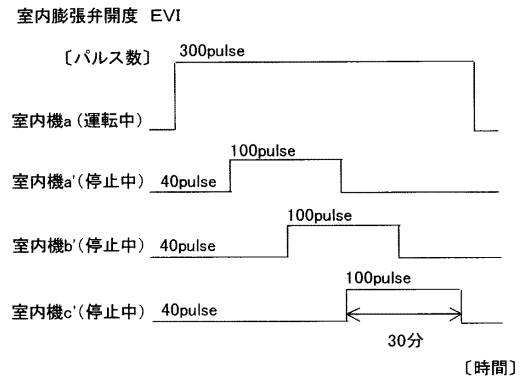 室内膨張弁開度 EVI
〔パルス数〕
300pulse
室内機a(運転中)
100pulse
室内機a'(停止中) 40pulse
100pulse
室内機b'(停止中) 40pulse
100pulse
室内機c'(停止中) 40pulse
30分
〔時間〕